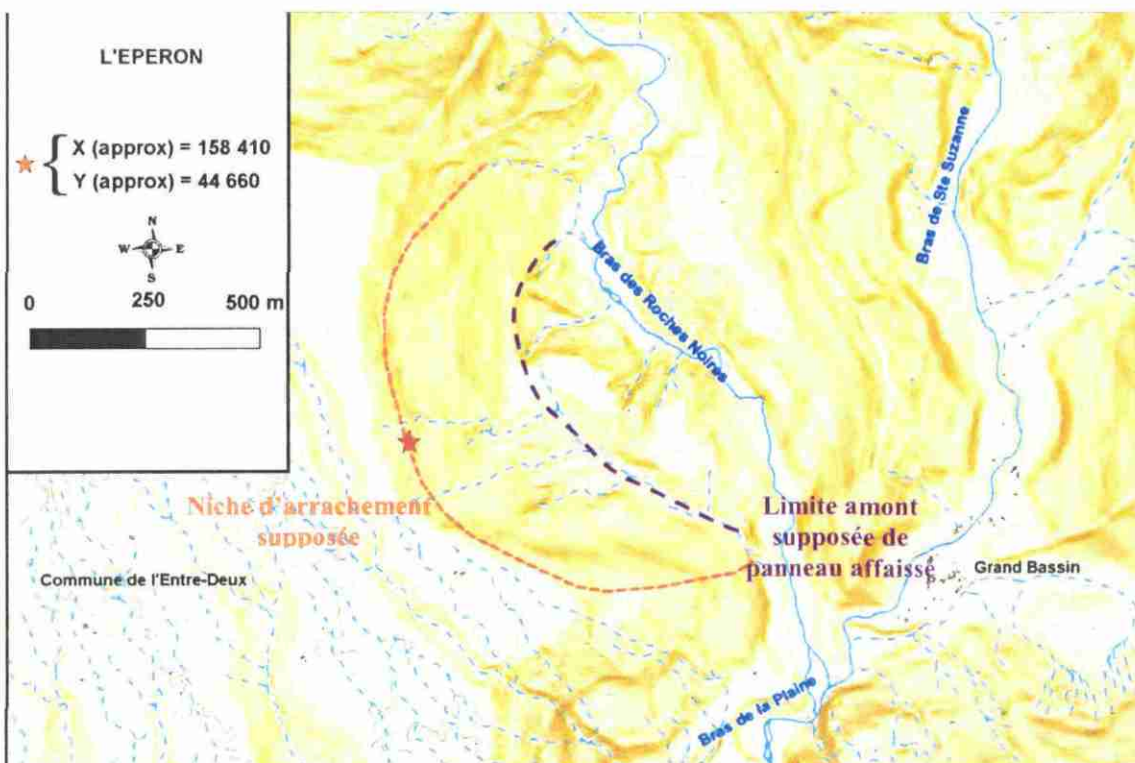 L'EPERON
X (approx) = 158 410
Y (approx) = 44 660
N
W E
S
0 250 500 m
Bras des Roches Noires
Bras de Ste Suzanne
Niche d'arrachement
supposée
Limite amont
supposée de
panneau affaissé
Commune de l'Entre-Deux
Grand Bassin
Bras de la Plaine